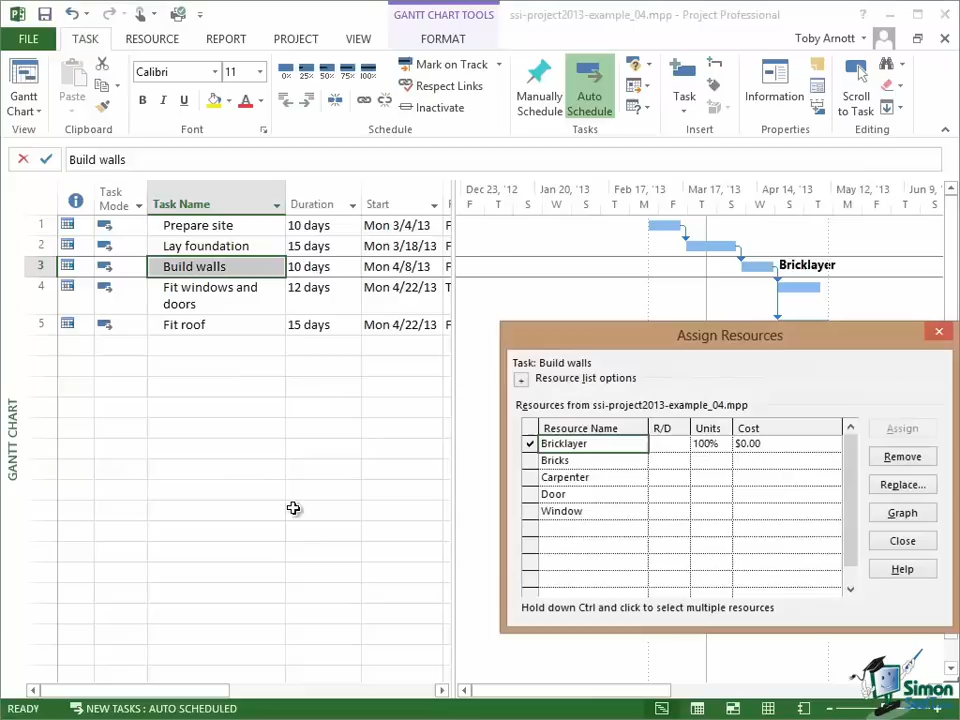 GANTT CHART TOOLS
ssi-project2013-example_04.mpp - Project Professional
FILE TASK RESOURCE REPORT PROJECT VIEW FORMAT
Toby Arnott
Gantt Chart
View
Paste
Clipboard
Calibri 11
B I U A
Font
0% 25% 50% 75% 100%
Mark on Track
Respect Links
Inactivate
Schedule
Manually Schedule
Auto Schedule
Tasks
Task
Insert
Information
Properties
Scroll to Task
Editing
Build walls
Task Mode
Task Name
Duration
Start
F
Dec 23, '12 Jan 20, '13 Feb 17, '13 Mar 17, '13 Apr 14, '13 May 12, '13 Jun 9, '
F T S W S T M F T S W S T M F T S
1 Prepare site 10 days Mon 3/4/13 F
2 Lay foundation 15 days Mon 3/18/13 F
3 Build walls 10 days Mon 4/8/13 F
Bricklayer
4 Fit windows and doors 12 days Mon 4/22/13 T
5 Fit roof 15 days Mon 4/22/13 F
GANTT CHART
Assign Resources
Task: Build walls
+ Resource list options
Resources from ssi-project2013-example_04.mpp
Resource Name R/D Units Cost
Bricklayer 100% $0.00
Bricks
Carpenter
Door
Window
Assign
Remove
Replace...
Graph
Close
Help
Hold down Ctrl and click to select multiple resources
READY
NEW TASKS : AUTO SCHEDULED
Simon